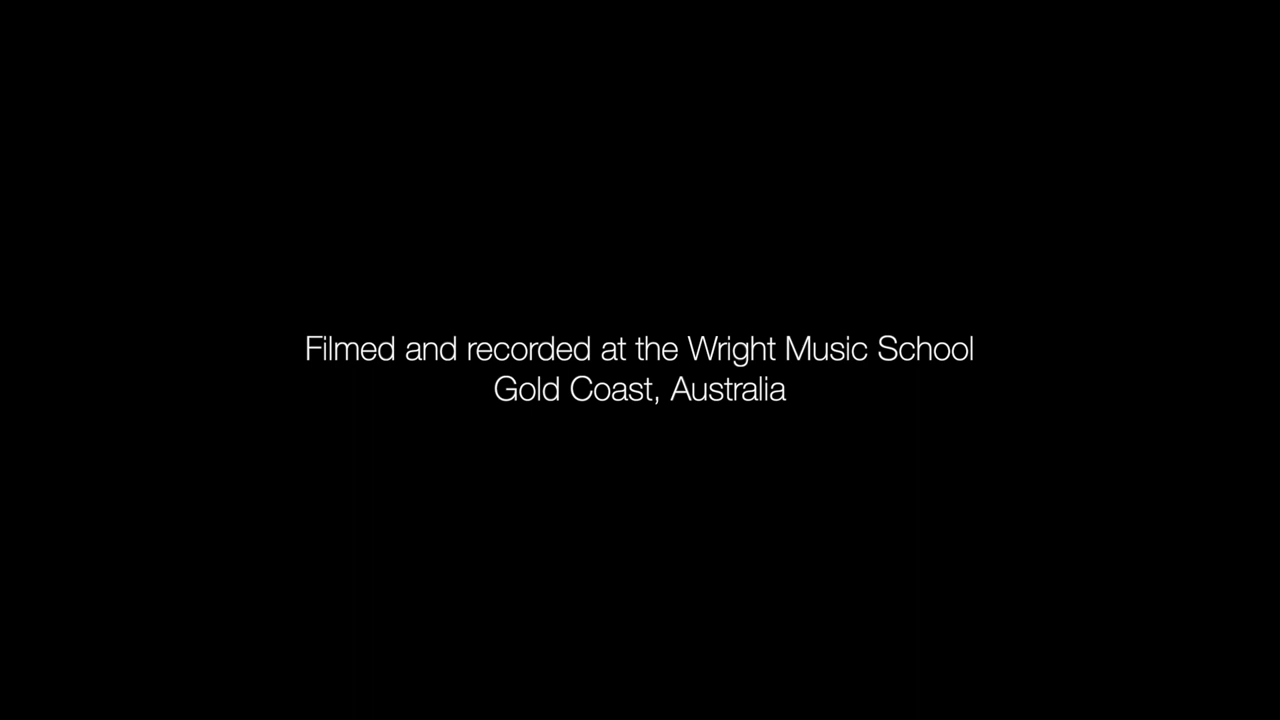 Filmed and recorded at the Wright Music School
Gold Coast, Australia